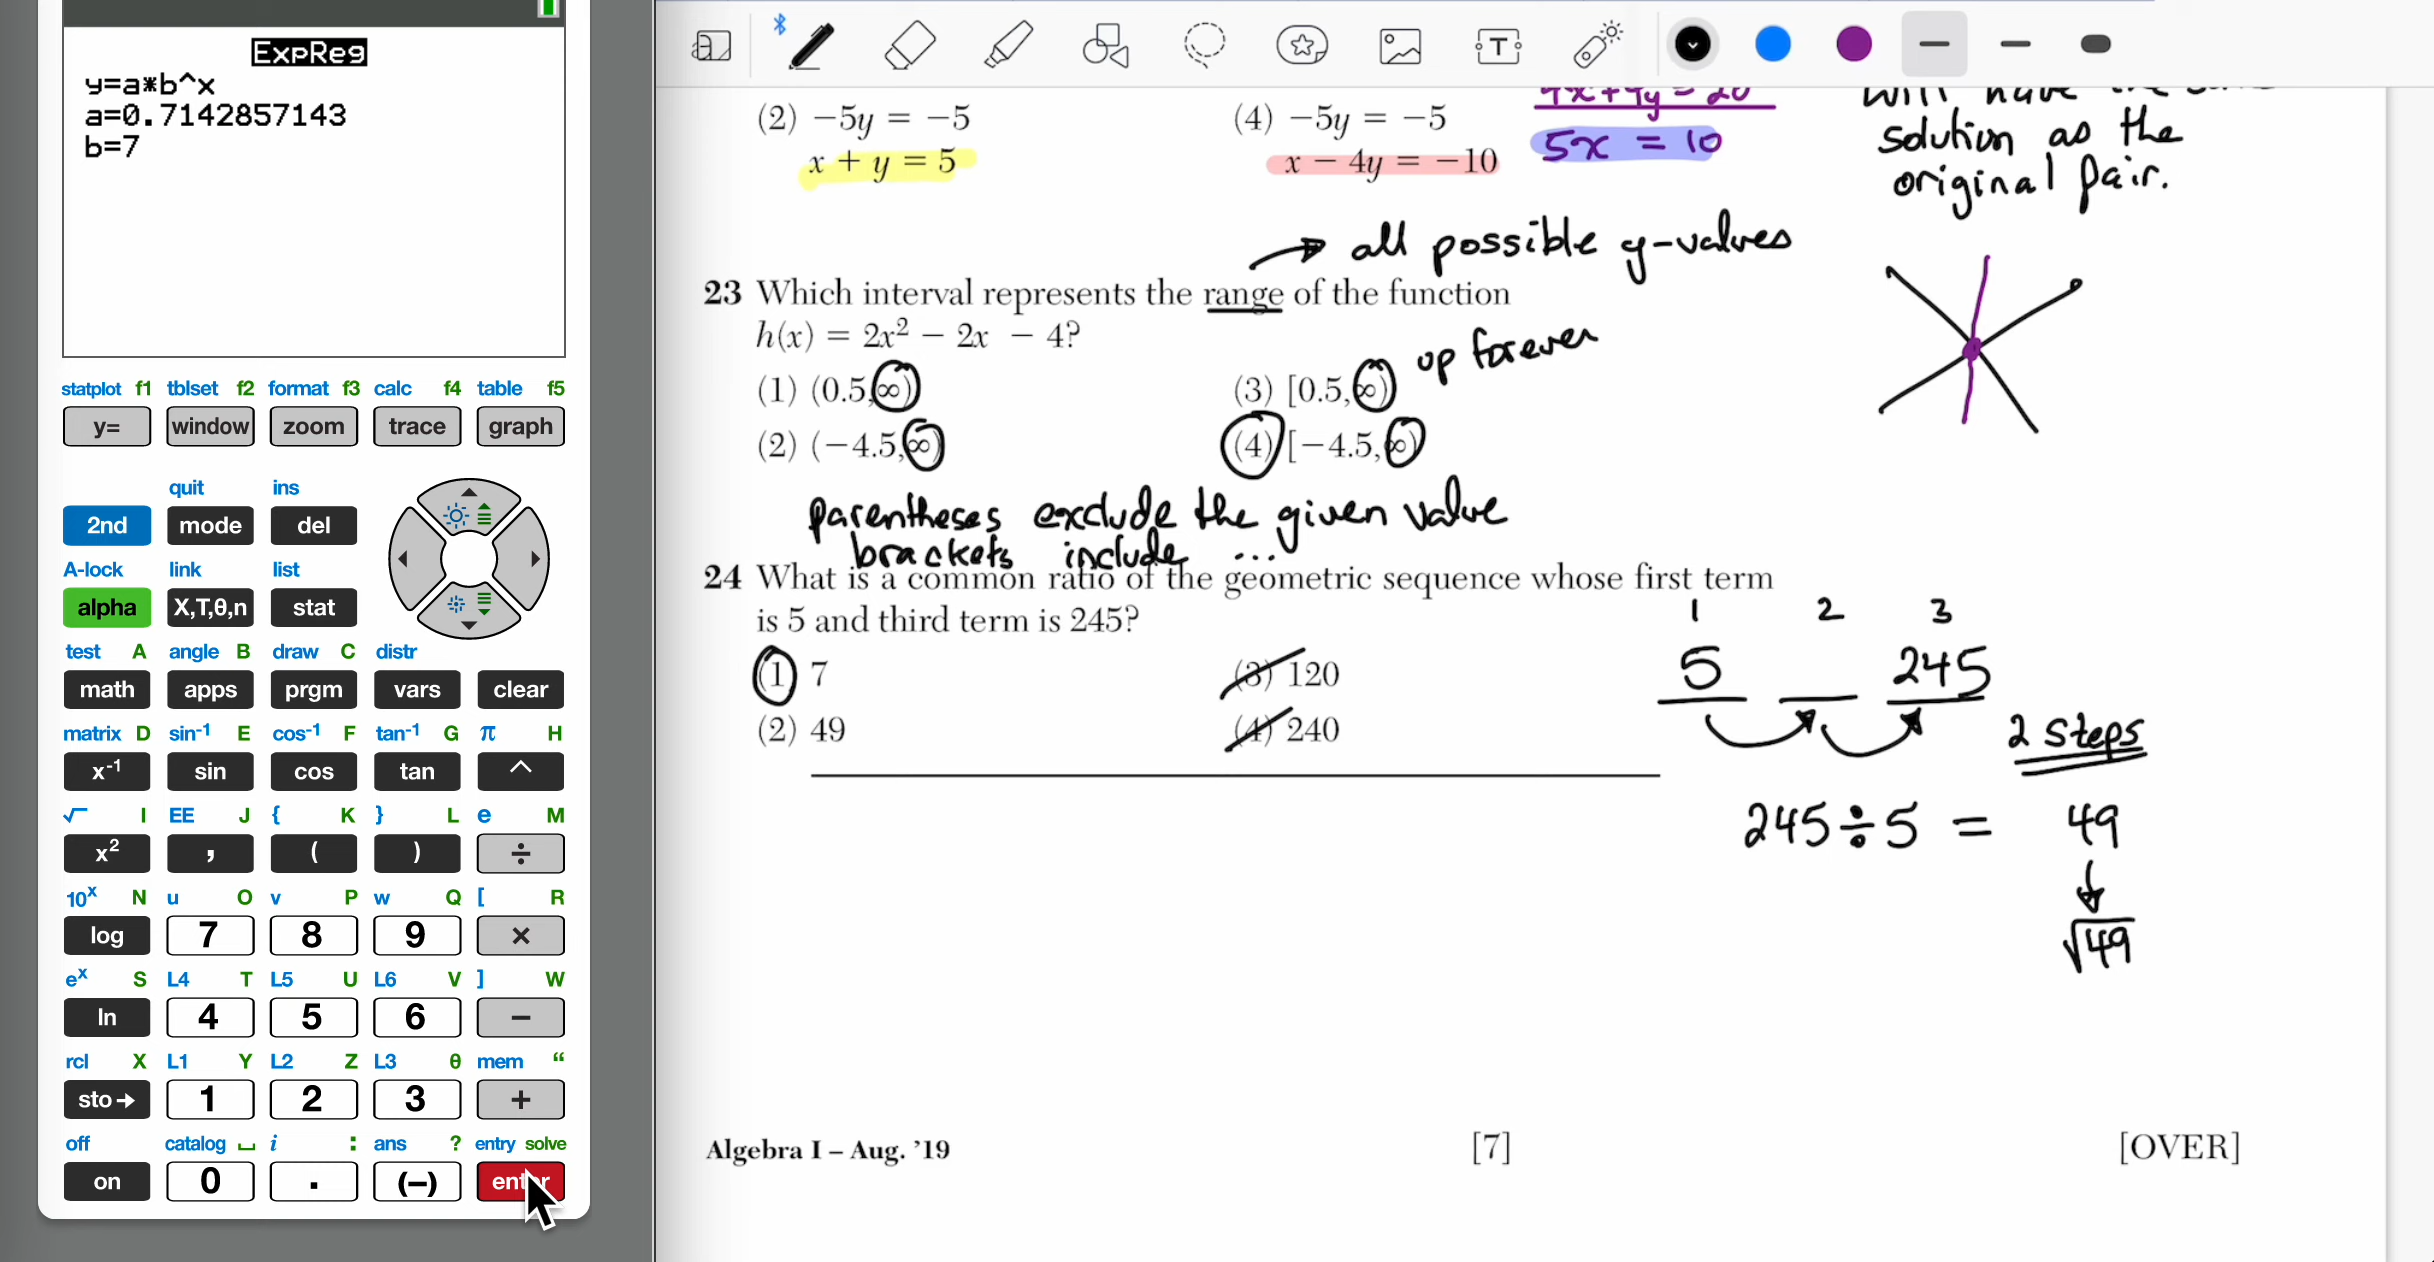 ExpReg
y=a*b^x
a=0.7142857143
b=7
statplot f1 tblset f2 format f3 calc f4 table f5
y= window zoom trace graph
quit ins
2nd mode del
A-lock link list
alpha X,T,θ,n stat
test A angle B draw C distr
math apps prgm vars clear
matrix D sin-1 E cos-1 F tan-1 G π H
x-1 sin cos tan ^
√ I EE J { K } L e M
x2 , ( ) ÷
10x N u O v P w Q [ R
log 7 8 9 ×
ex S L4 T L5 U L6 V ] W
ln 4 5 6 −
rcl X L1 Y L2 Z L3 θ mem “
sto→ 1 2 3 +
off catalog ⎵ i : ans ? entry solve
on 0 . (−) enter
T
4x+4y = 20
5x = 10
solution as the
original pair.
(2) −5y = −5
x + y = 5
(4) −5y = −5
x − 4y = −10
→ all possible y-values
23 Which interval represents the range of the function
h(x) = 2x² − 2x − 4?
(1) (0.5,∞)
(3) [0.5,∞)
up forever
(2) (−4.5,∞)
(4) [−4.5,∞)
parentheses exclude the given value
brackets include ...
24 What is a common ratio of the geometric sequence whose first term
is 5 and third term is 245?
(1) 7
(3) 120
(2) 49
(4) 240
1 2 3
5 245
2 steps
245÷5 = 49
√49
Algebra I – Aug. ’19 [7] [OVER]